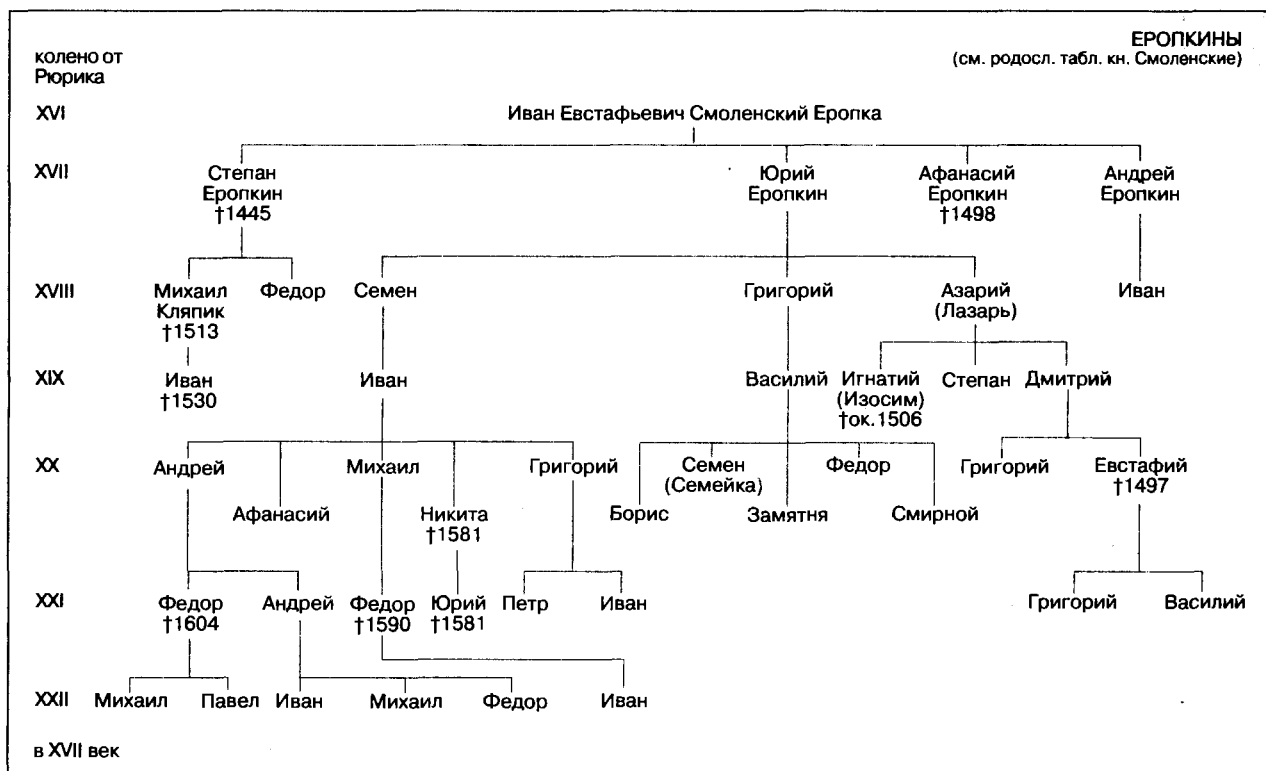 ЕРОПКИНЫ
(см. родосл. табл. кн. Смоленские)
колено от
Рюрика
XVI Иван Евстафьевич Смоленский Еропка
XVII Степан Юрий Афанасий Андрей
Еропкин Еропкин Еропкин Еропкин
†1445 †1498
XVIII Михаил Федор Семен Григорий Азарий Иван
Кляпик (Лазарь)
†1513
XIX Иван Иван Василий Игнатий Степан Дмитрий
†1530 (Изосим)
†ок. 1506
XX Андрей Михаил Григорий Семен Федор Григорий Евстафий
(Семейка) †1497
Афанасий Никита Борис Замятня Смирной
†1581
XXI Федор Андрей Федор Юрий Петр Иван Григорий Василий
†1604 †1590 †1581
XXII Михаил Павел Иван Михаил Федор Иван
в XVII век